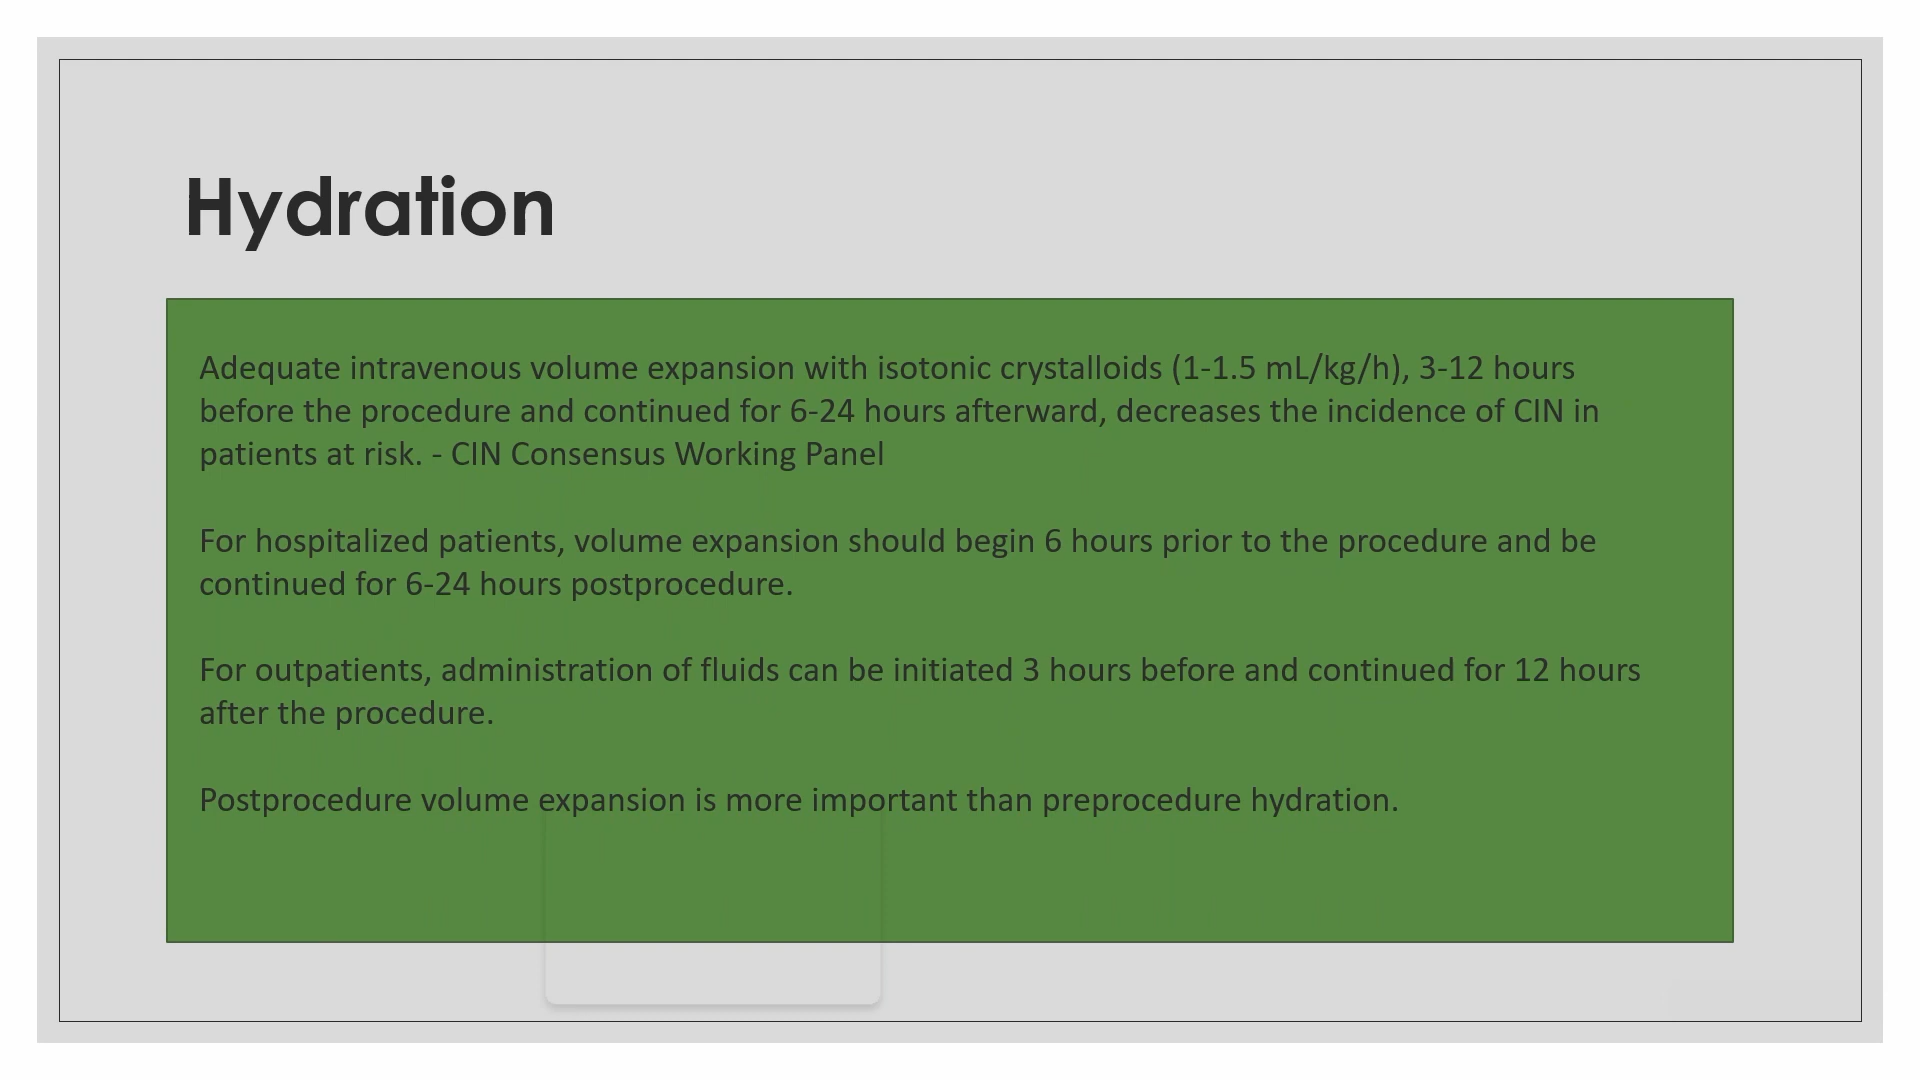 Hydration
Adequate intravenous volume expansion with isotonic crystalloids (1-1.5 mL/kg/h), 3-12 hours
before the procedure and continued for 6-24 hours afterward, decreases the incidence of CIN in
patients at risk. - CIN Consensus Working Panel
For hospitalized patients, volume expansion should begin 6 hours prior to the procedure and be
continued for 6-24 hours postprocedure.
For outpatients, administration of fluids can be initiated 3 hours before and continued for 12 hours
after the procedure.
Postprocedure volume expansion is more important than preprocedure hydration.